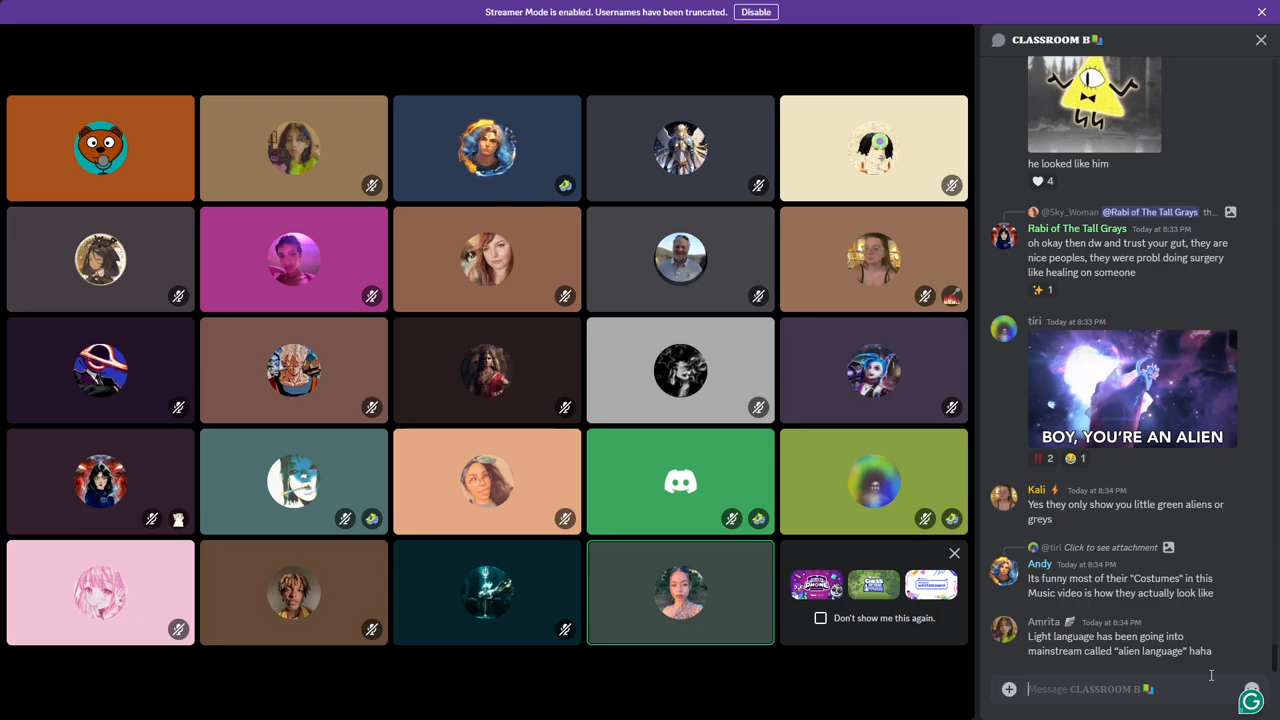 Streamer Mode is enabled. Usernames have been truncated. Disable
CLASSROOM B
he looked like him
4
@Sky_Woman @Rabi of The Tall Grays th...
Rabi of The Tall Grays Today at 8:33 PM
oh okay then dw and trust your gut, they are
nice peoples, they were probl doing surgery
like healing on someone
1
tiri Today at 8:33 PM
BOY, YOU'RE AN ALIEN
2 1
Kali Today at 8:34 PM
Yes they only show you little green aliens or
greys
@tiri Click to see attachment
Andy Today at 8:34 PM
Its funny most of their "Costumes" in this
Music video is how they actually look like
Amrita Today at 8:34 PM
Light language has been going into
mainstream called “alien language” haha
Message CLASSROOM B
Don't show me this again.